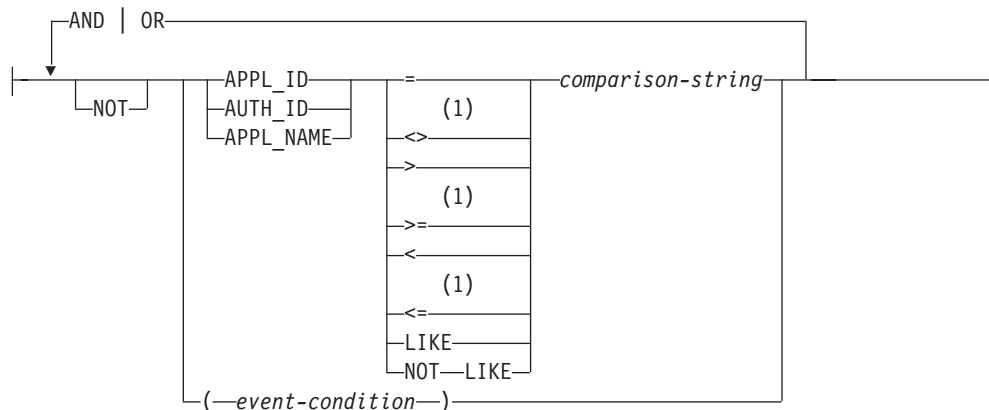 AND | OR
APPL_ID = comparison-string
NOT AUTH_ID (1)
APPL_NAME <>
>
(1)
>=
<
(1)
<=
LIKE
NOT LIKE
( event-condition )